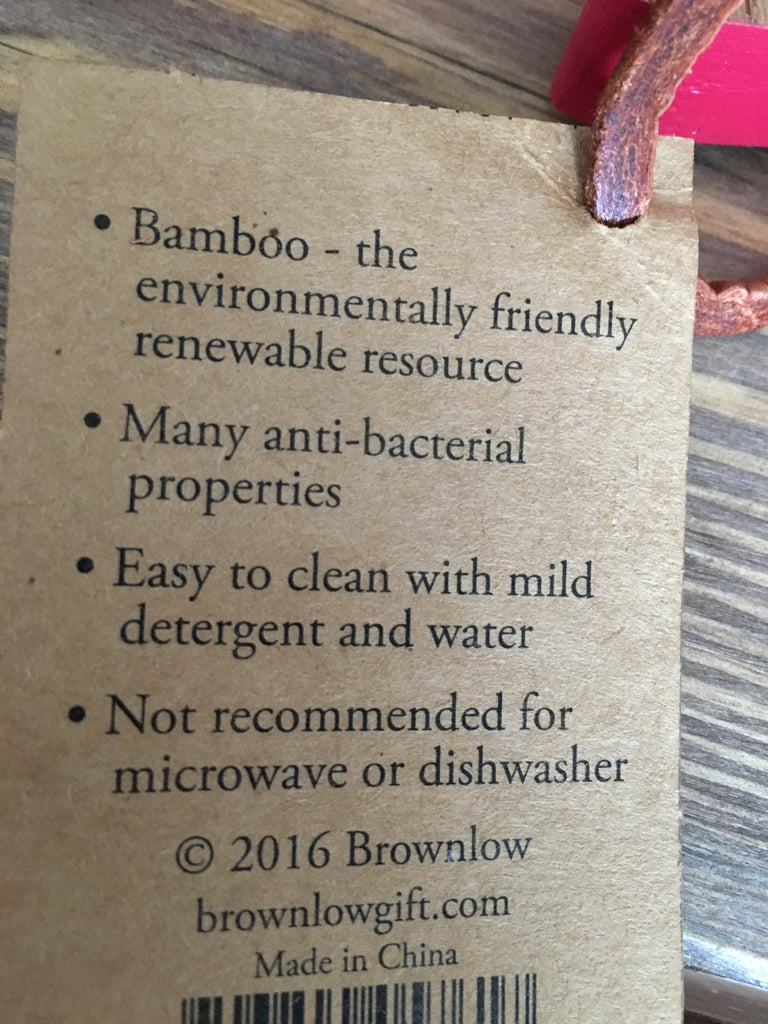 • Bamboo - the
environmentally friendly
renewable resource
• Many anti-bacterial
properties
• Easy to clean with mild
detergent and water
• Not recommended for
microwave or dishwasher
© 2016 Brownlow
brownlowgift.com
Made in China